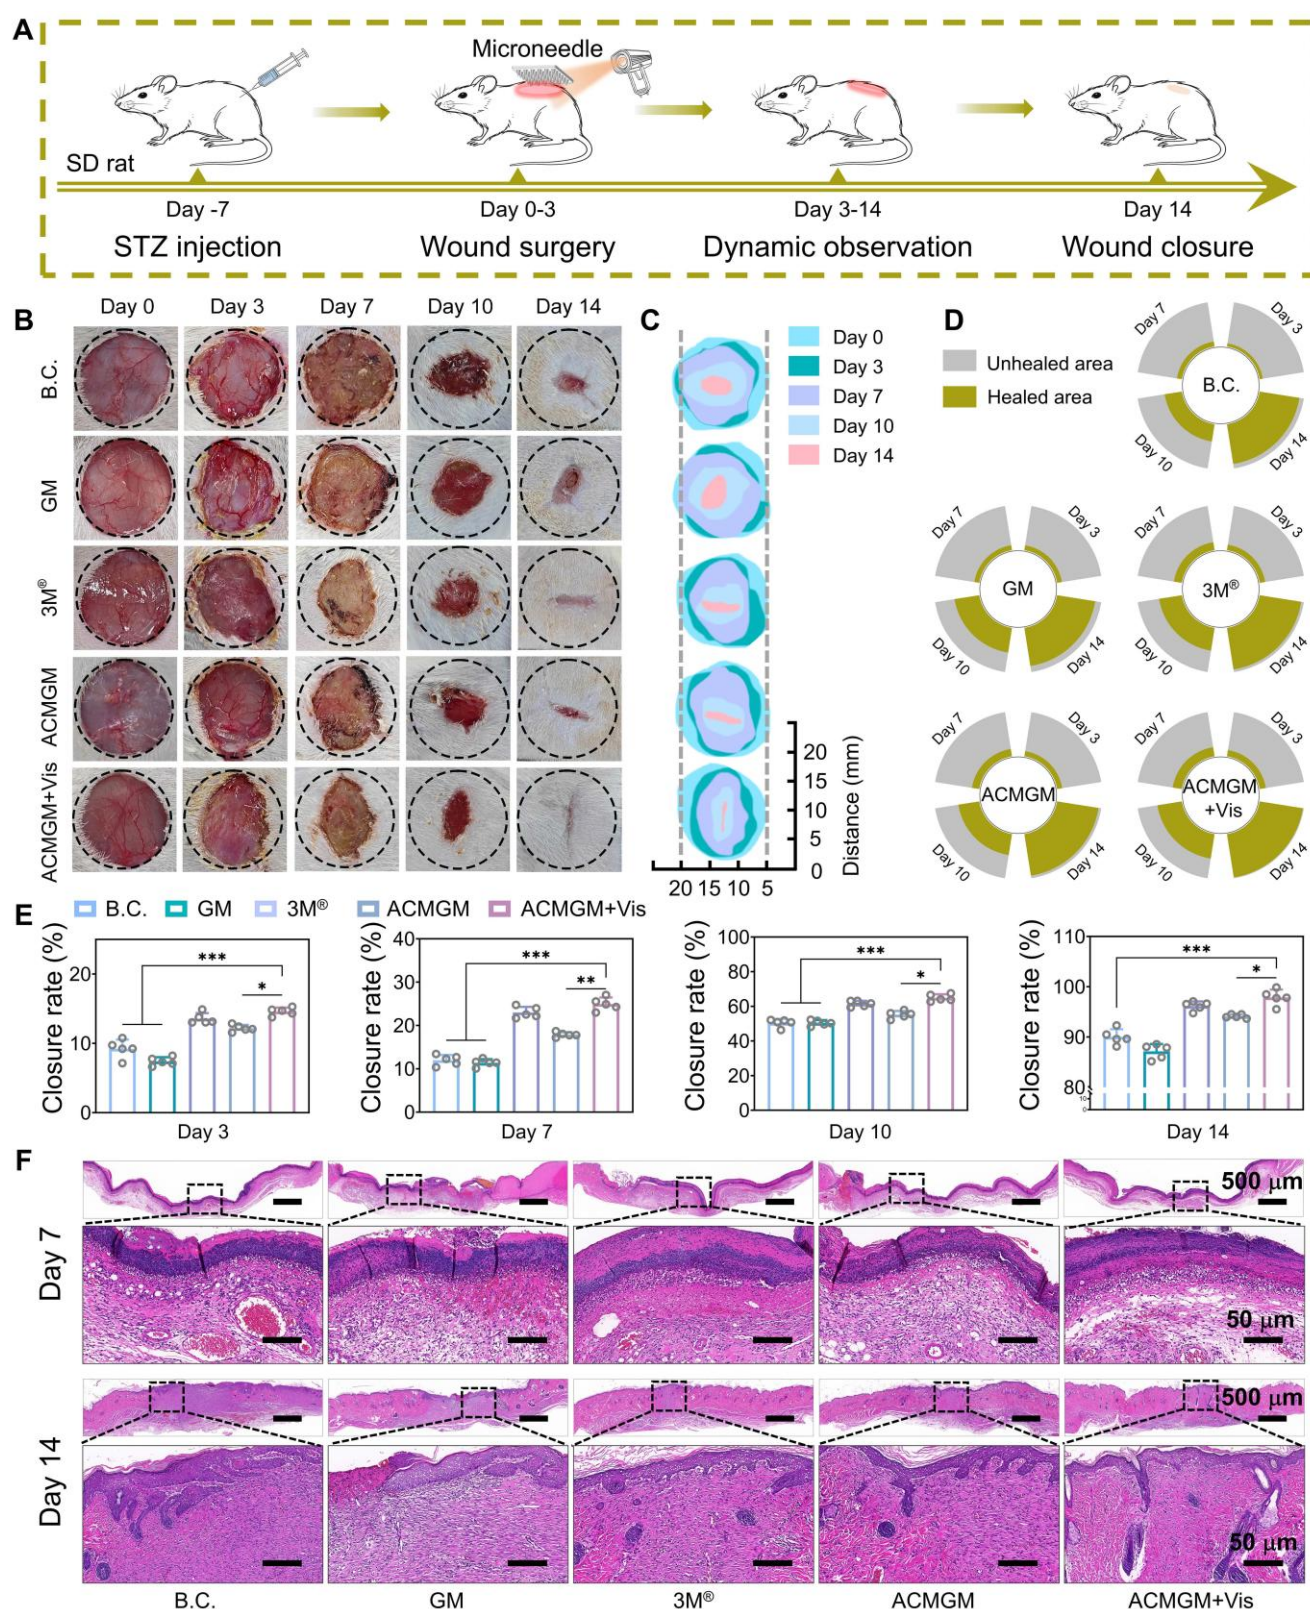 A
Microneedle
SD rat
Day -7
Day 0-3
Day 3-14
Day 14
STZ injection
Wound surgery
Dynamic observation
Wound closure
B
Day 0
Day 3
Day 7
Day 10
Day 14
B.C.
GM
3M®
ACMGM
ACMGM+Vis
C
Day 0
Day 3
Day 7
Day 10
Day 14
20
15
10
5
0
Distance (mm)
20 15 10 5
D
Unhealed area
Healed area
Day 7
Day 3
B.C.
Day 10
Day 14
Day 7
Day 3
GM
Day 10
Day 14
Day 7
Day 3
3M®
Day 10
Day 14
Day 7
Day 3
ACMGM
Day 10
Day 14
Day 7
Day 3
ACMGM
+Vis
Day 10
Day 14
E
B.C.
GM
3M®
ACMGM
ACMGM+Vis
Closure rate (%)
20
10
0
***
*
Day 3
Closure rate (%)
40
30
20
10
0
***
**
Day 7
Closure rate (%)
100
80
60
40
20
0
***
*
Day 10
Closure rate (%)
110
100
90
80
10
0
***
*
Day 14
F
Day 7
500 μm
50 μm
Day 14
500 μm
50 μm
B.C.
GM
3M®
ACMGM
ACMGM+Vis